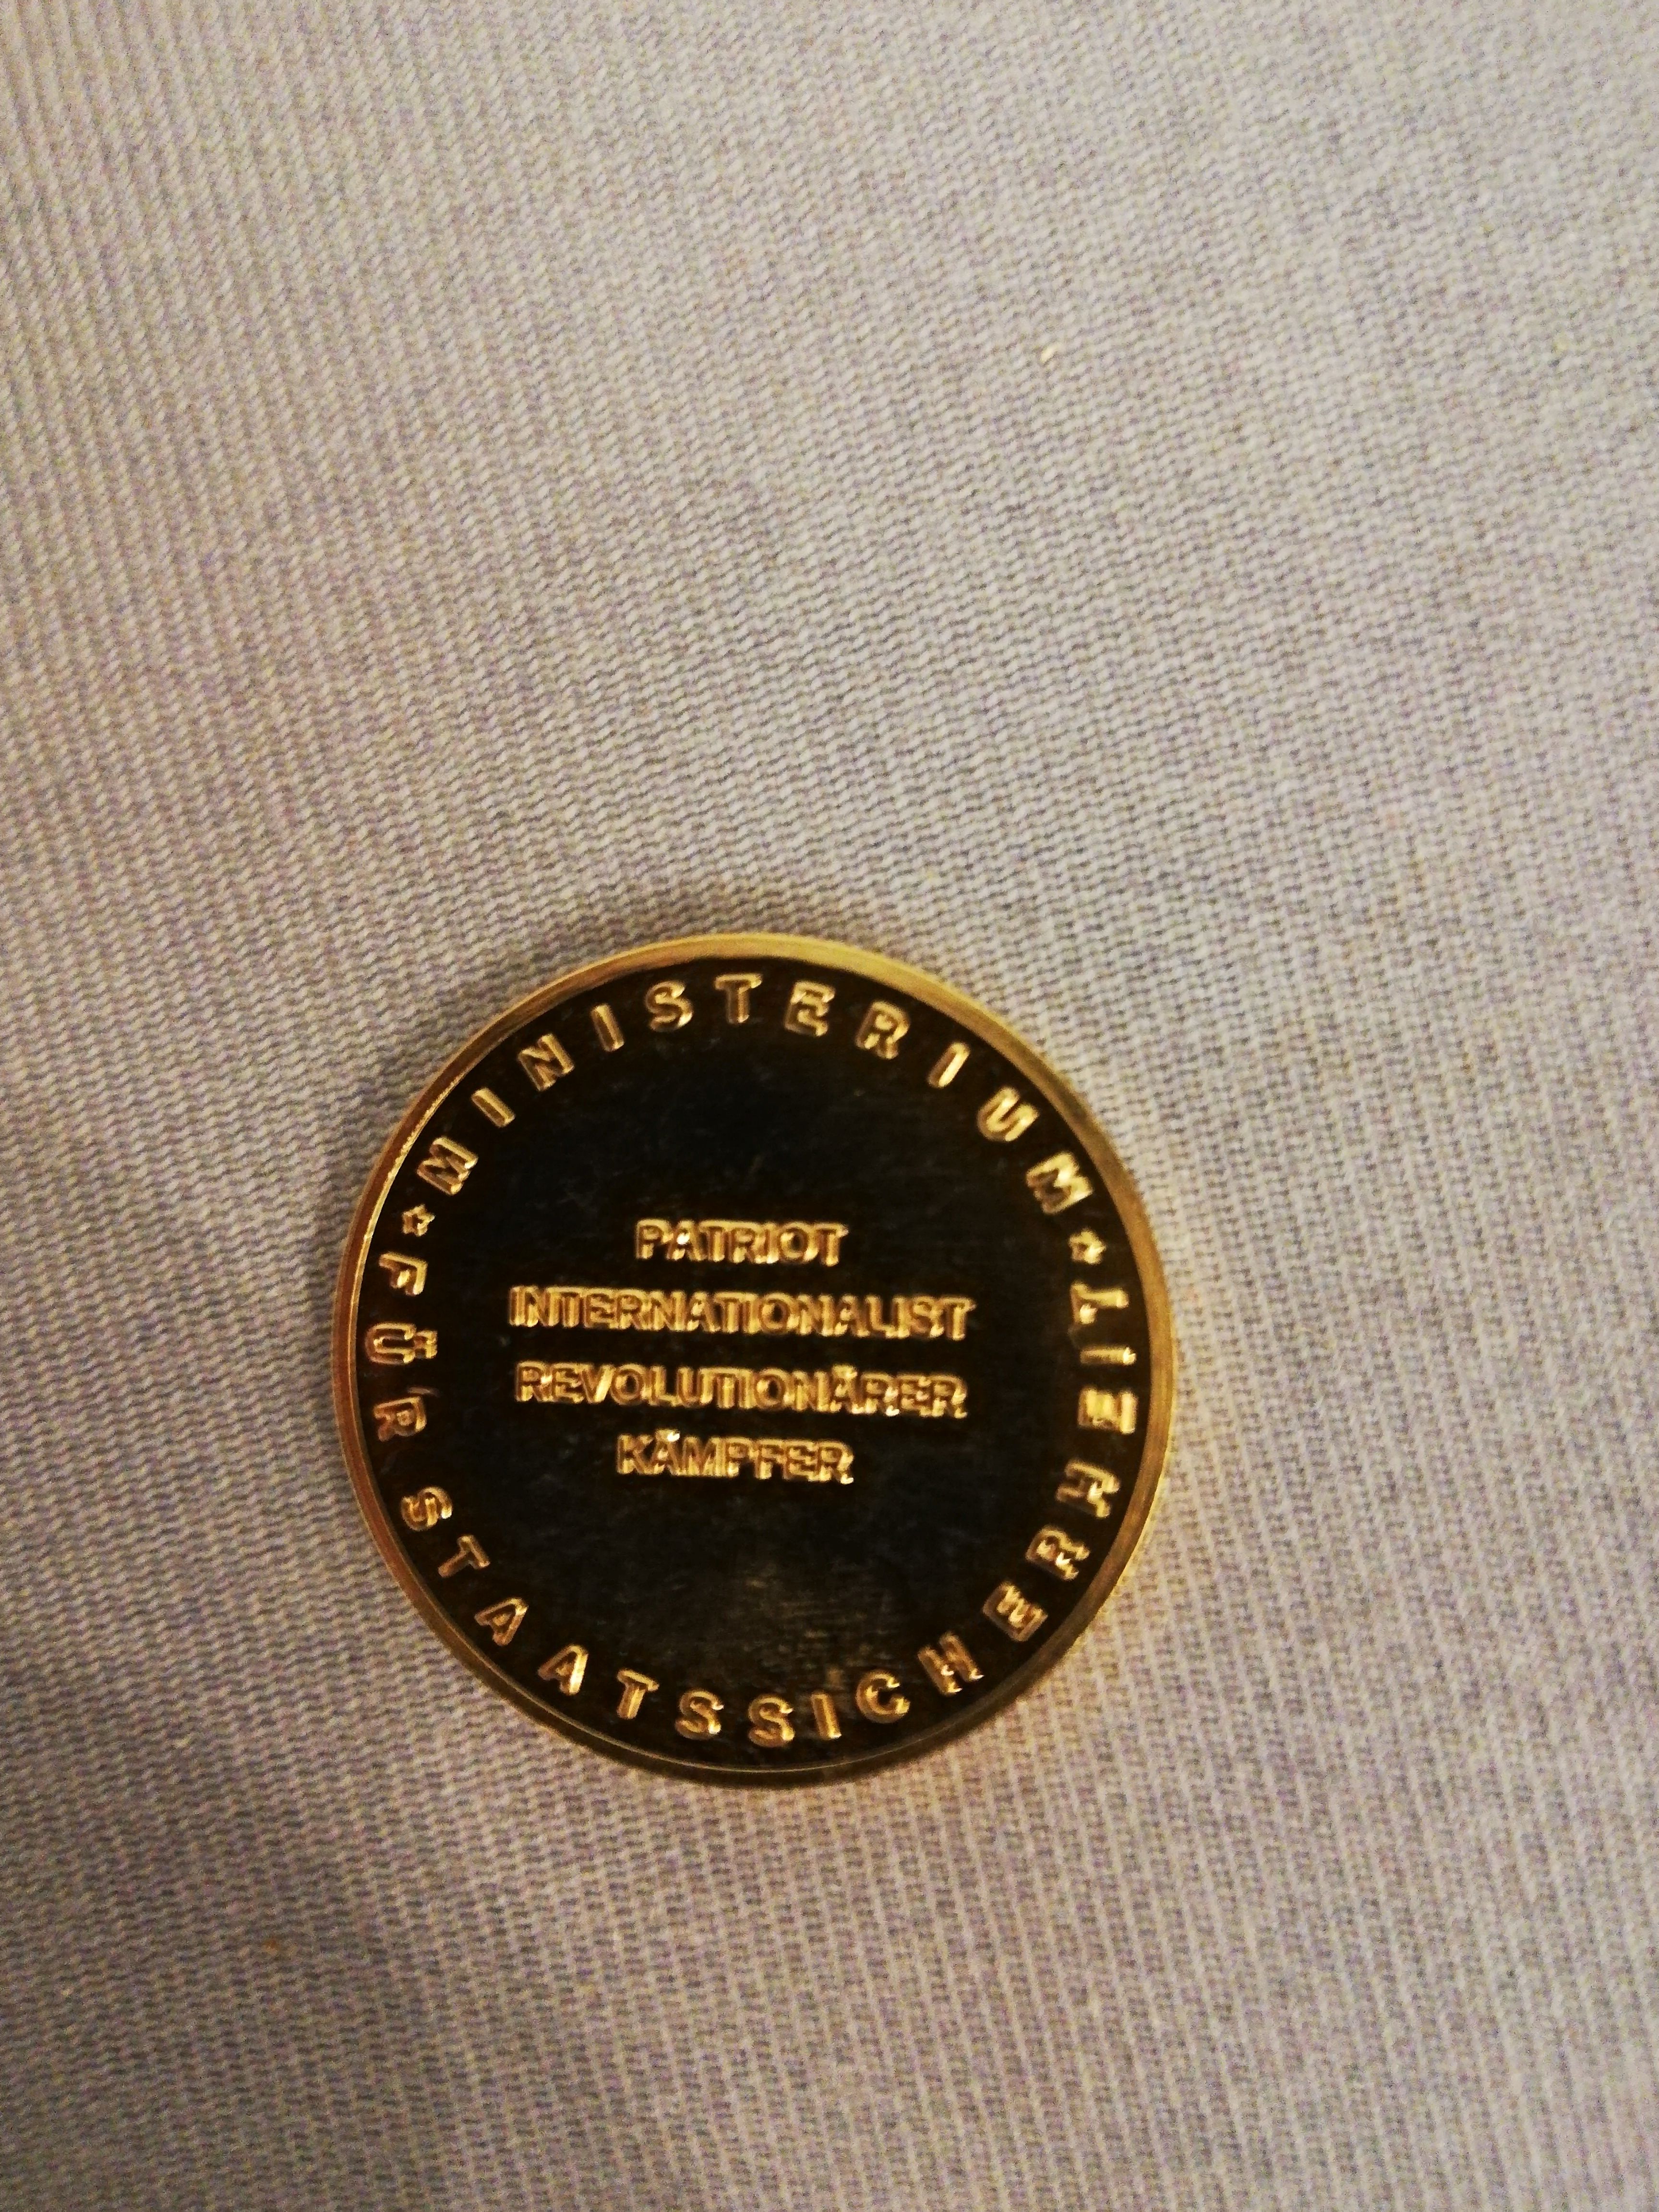 MINISTERIUM
FÜR STAATSSICHERHEIT
PATRIOT
INTERNATIONALIST
REVOLUTIONÄRER
KÄMPFER